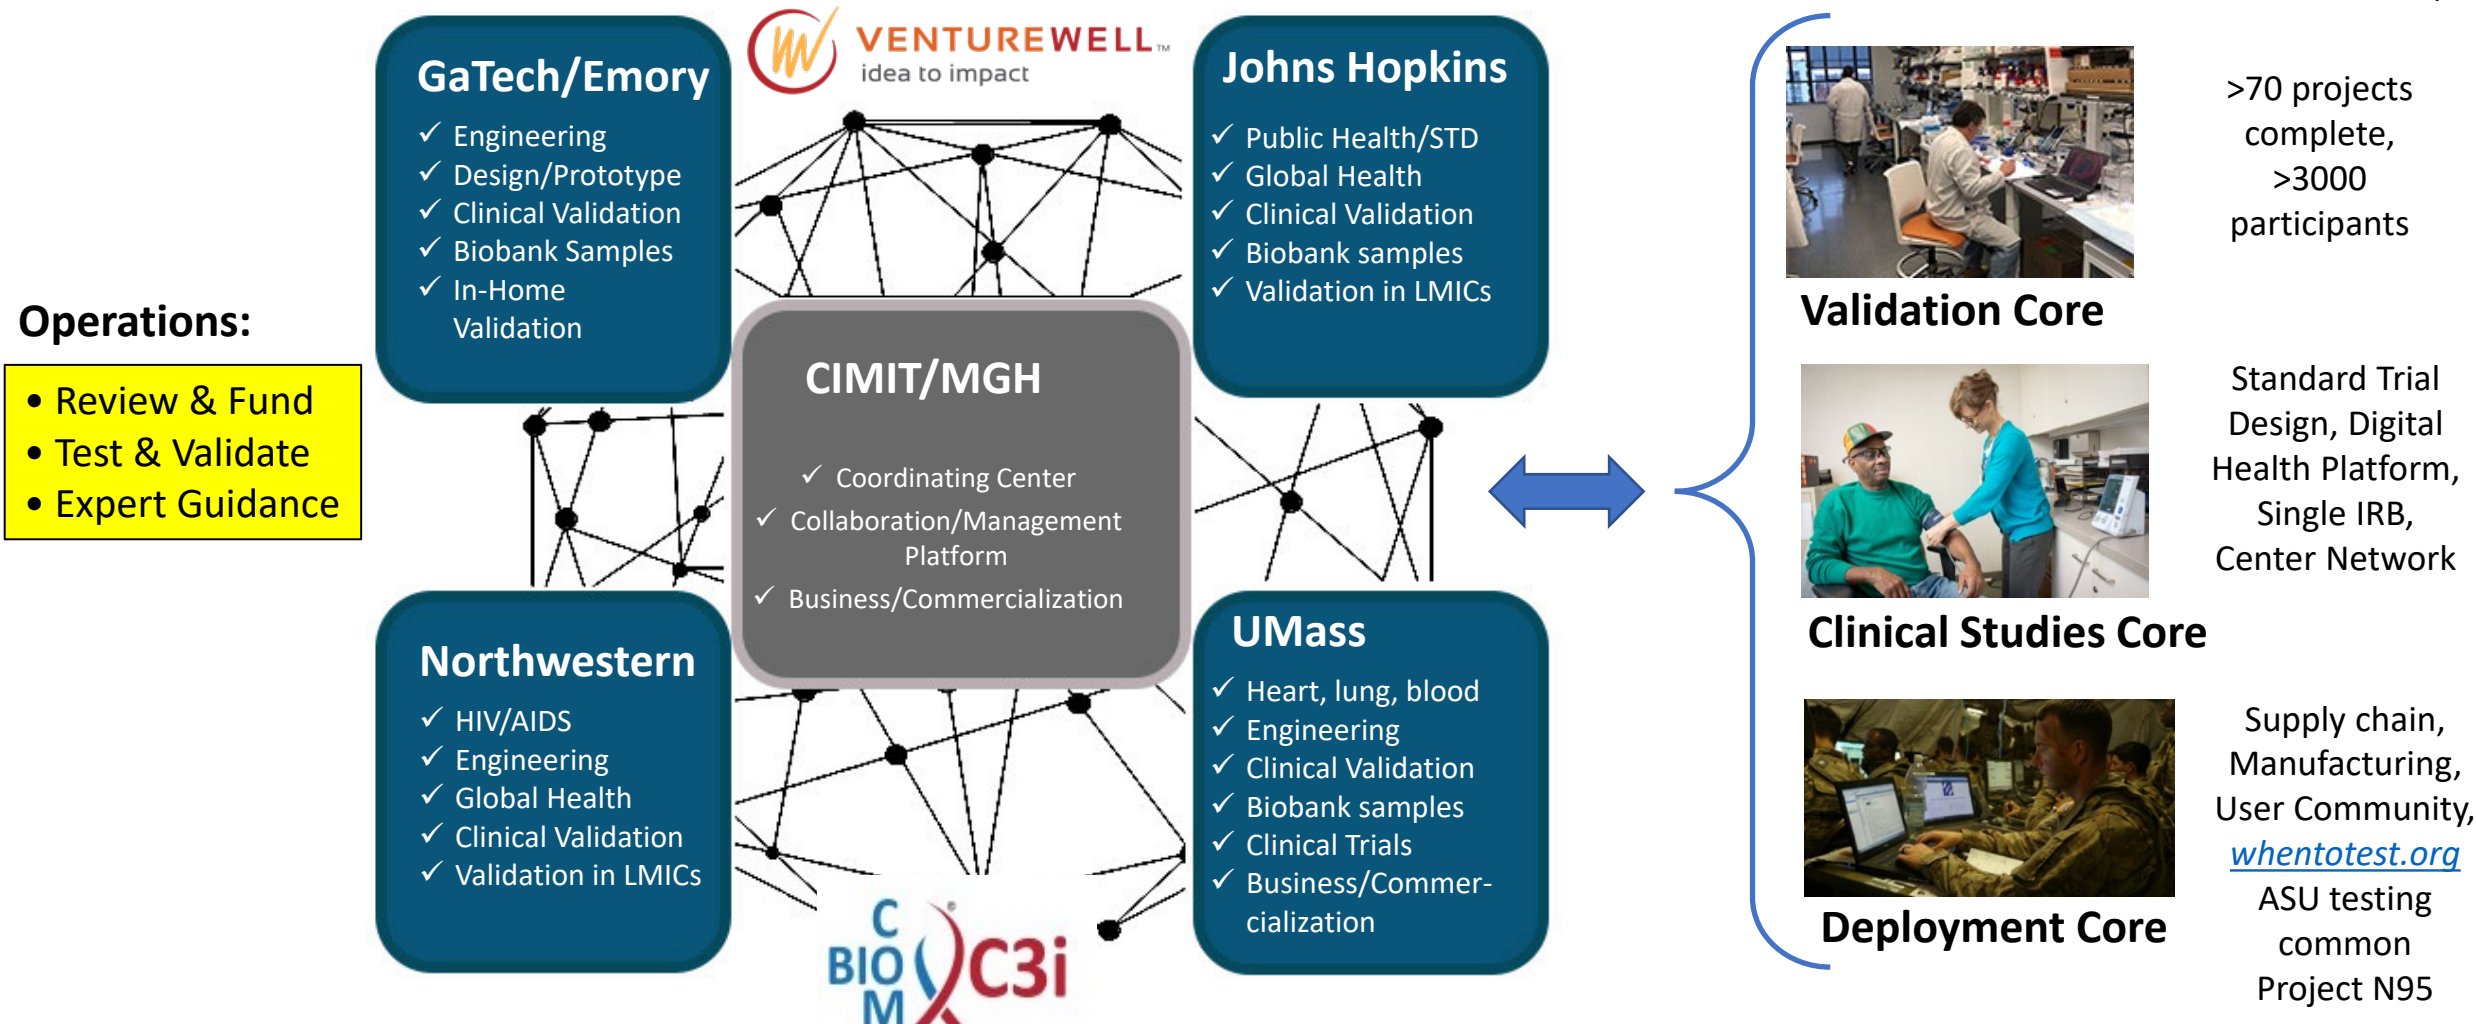 Operations:
• Review & Fund
• Test & Validate
• Expert Guidance
GaTech/Emory
✓ Engineering
✓ Design/Prototype
✓ Clinical Validation
✓ Biobank Samples
✓ In-Home
Validation
VENTUREWELL™
idea to impact
Johns Hopkins
✓ Public Health/STD
✓ Global Health
✓ Clinical Validation
✓ Biobank samples
✓ Validation in LMICs
CIMIT/MGH
✓ Coordinating Center
✓ Collaboration/Management
Platform
✓ Business/Commercialization
Northwestern
✓ HIV/AIDS
✓ Engineering
✓ Global Health
✓ Clinical Validation
✓ Validation in LMICs
UMass
✓ Heart, lung, blood
✓ Engineering
✓ Clinical Validation
✓ Biobank samples
✓ Clinical Trials
✓ Business/Commer-
cialization
C ©
BIO C3i
M
Validation Core
>70 projects
complete,
>3000
participants
Clinical Studies Core
Standard Trial
Design, Digital
Health Platform,
Single IRB,
Center Network
Deployment Core
Supply chain,
Manufacturing,
User Community,
whentotest.org
ASU testing
common
Project N95